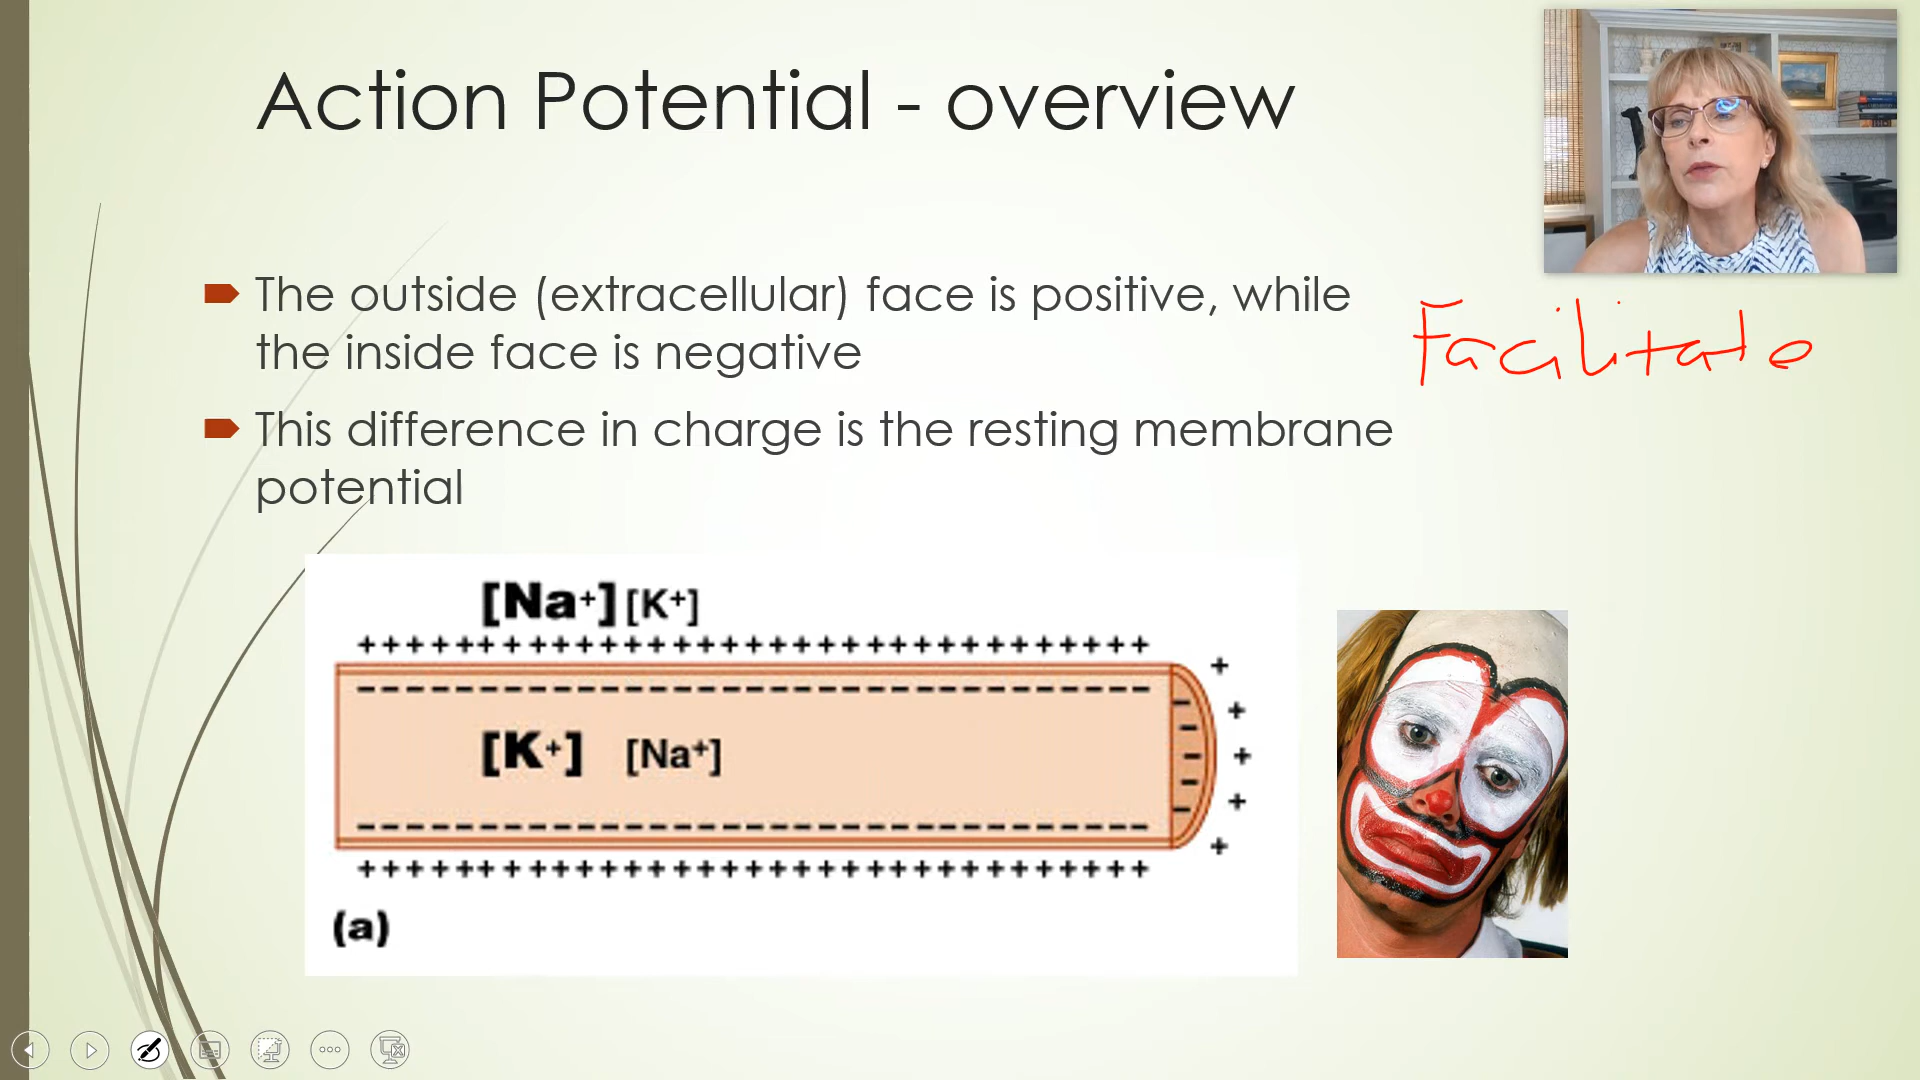 Action Potential - overview
The outside (extracellular) face is positive, while
the inside face is negative
Facilitate
This difference in charge is the resting membrane
potential
[Na+] [K+]
+ + + + + + + + + + + + + + + + + + + + + + + + + + + + + + + +
[K+] [Na+]
+ + + + + + + + + + + + + + + + + + + + + + + + + + + + + + + +
(a)